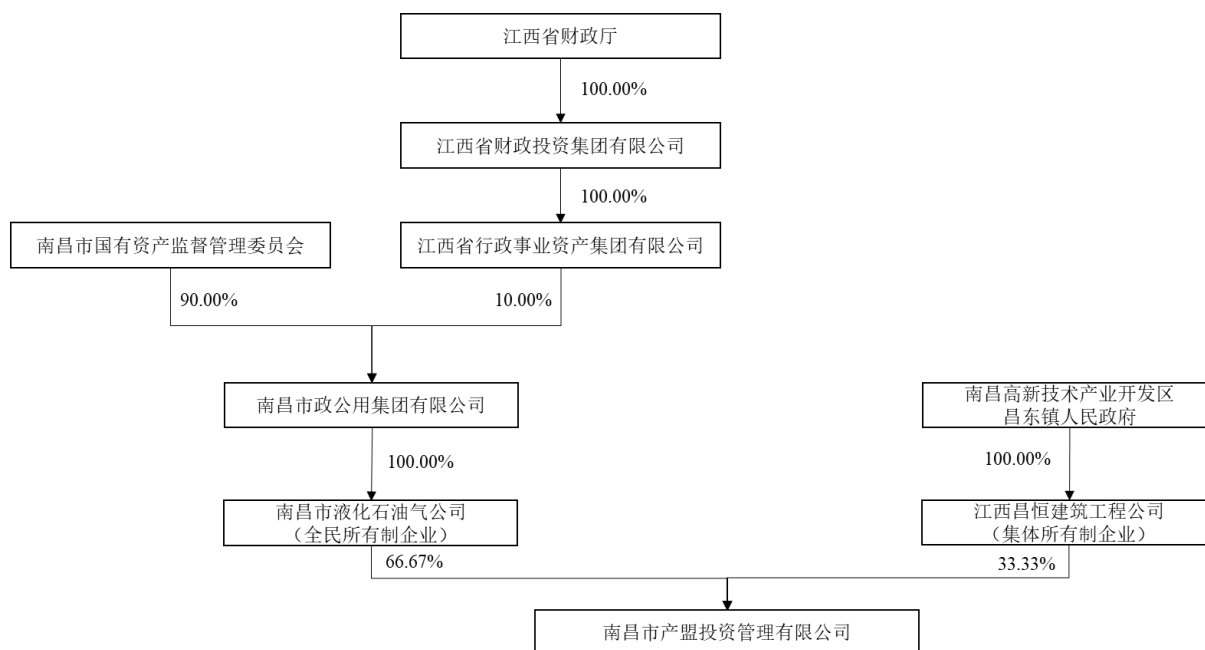 江西省财政厅
100.00%
江西省财政投资集团有限公司
100.00%
南昌市国有资产监督管理委员会
江西省行政事业资产集团有限公司
90.00%
10.00%
南昌市政公用集团有限公司
南昌高新技术产业开发区
昌东镇人民政府
100.00%
100.00%
南昌市液化石油气公司
（全民所有制企业）
江西昌恒建筑工程公司
（集体所有制企业）
66.67%
33.33%
南昌市产盟投资管理有限公司